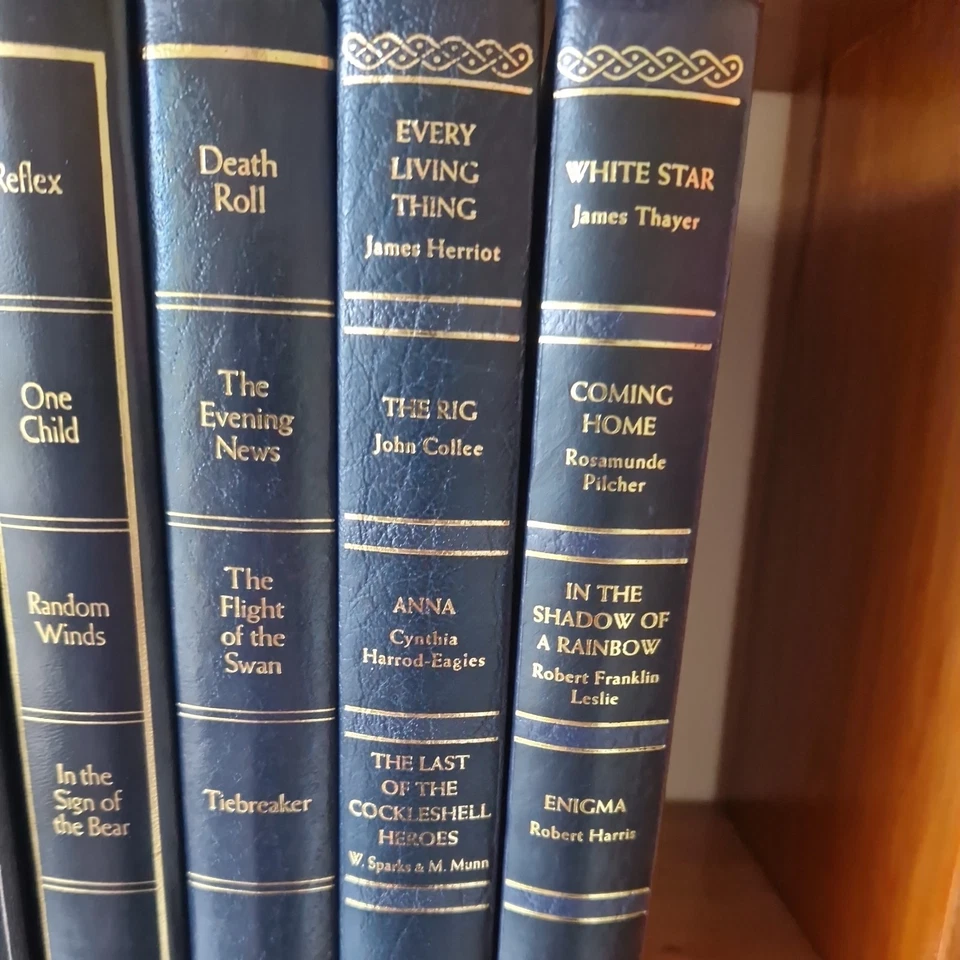 Reflex
One
Child
Random
Winds
In the
Sign of
the Bear
Death
Roll
The
Evening
News
The
Flight
of the
Swan
Tiebreaker
EVERY
LIVING
THING
James Herriot
THE RIG
John Collee
ANNA
Cynthia
Harrod-Eagles
THE LAST
OF THE
COCKLESHELL
HEROES
W. Sparks & M. Munn
WHITE STAR
James Thayer
COMING
HOME
Rosamunde
Pilcher
IN THE
SHADOW OF
A RAINBOW
Robert Franklin
Leslie
ENIGMA
Robert Harris